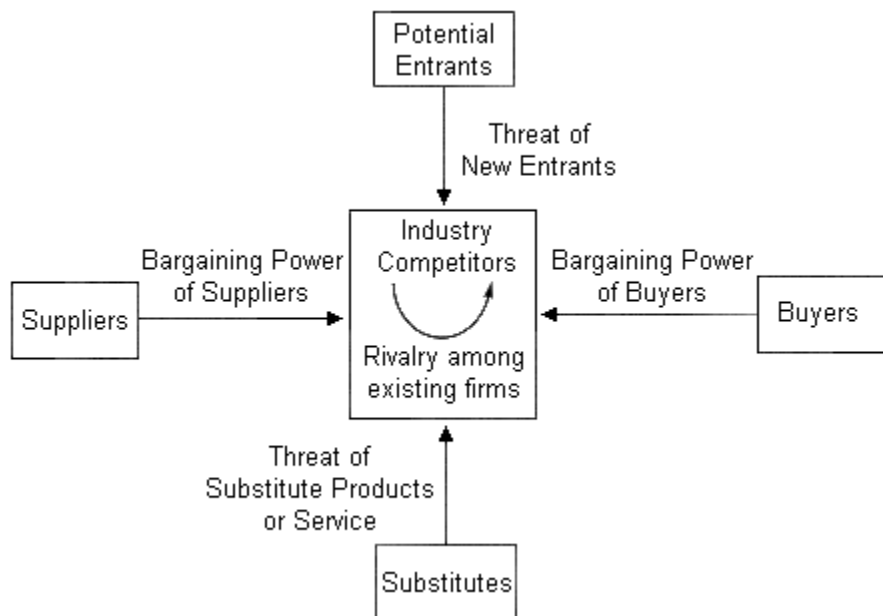 Potential
Entrants
Threat of
New Entrants
Industry
Competitors
Bargaining Power
of Suppliers
Bargaining Power
of Buyers
Suppliers
Buyers
Rivalry among
existing firms
Threat of
Substitute Products
or Service
Substitutes